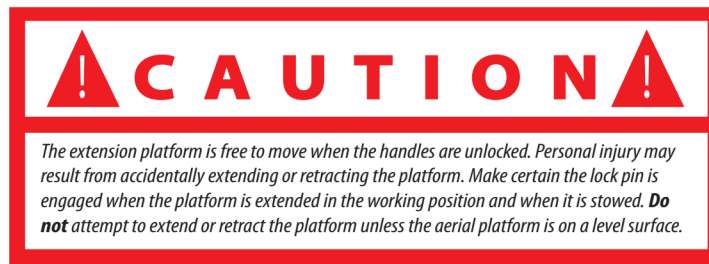 ! CAUTION !
The extension platform is free to move when the handles are unlocked. Personal injury may
result from accidentally extending or retracting the platform. Make certain the lock pin is
engaged when the platform is extended in the working position and when it is stowed. Do
not attempt to extend or retract the platform unless the aerial platform is on a level surface.